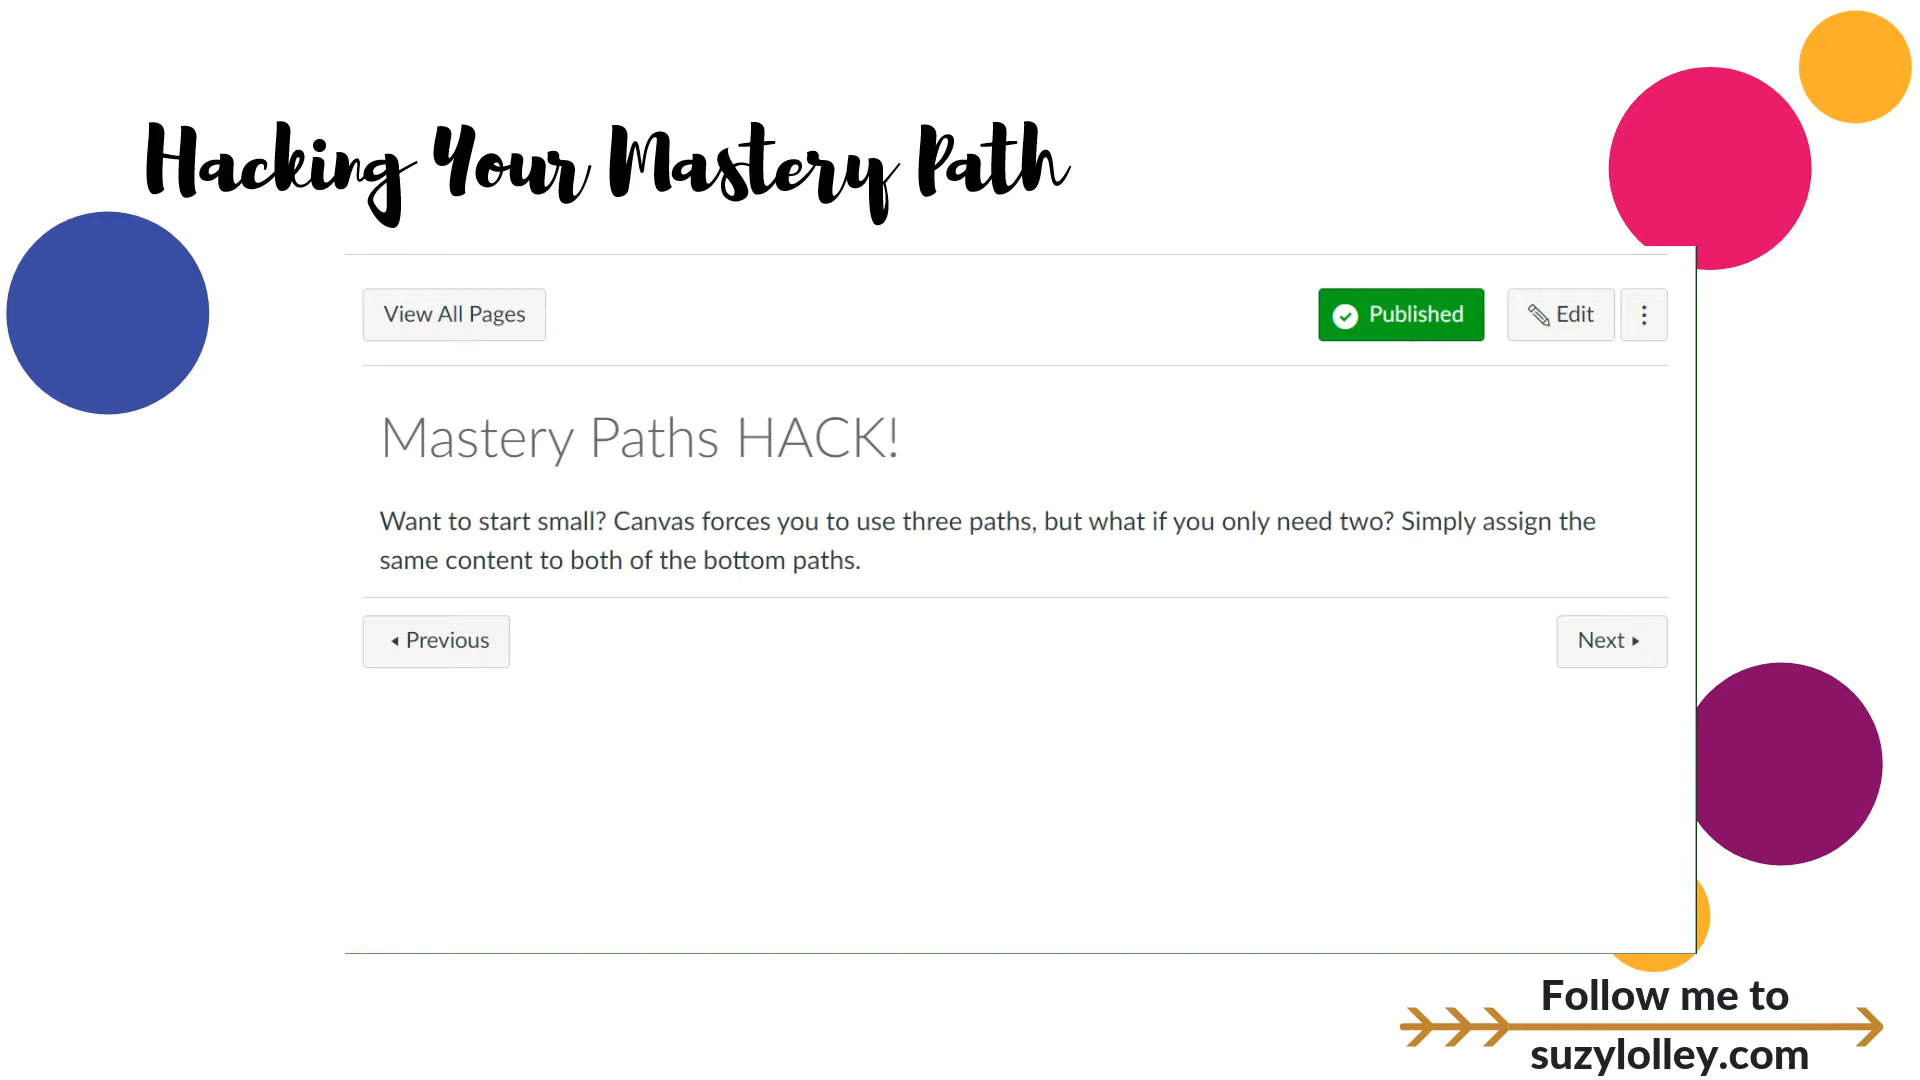 Hacking Your Mastery Path
View All Pages
Published
Edit
Mastery Paths HACK!
Want to start small? Canvas forces you to use three paths, but what if you only need two? Simply assign the
same content to both of the bottom paths.
Previous
Next
Follow me to
suzylolley.com